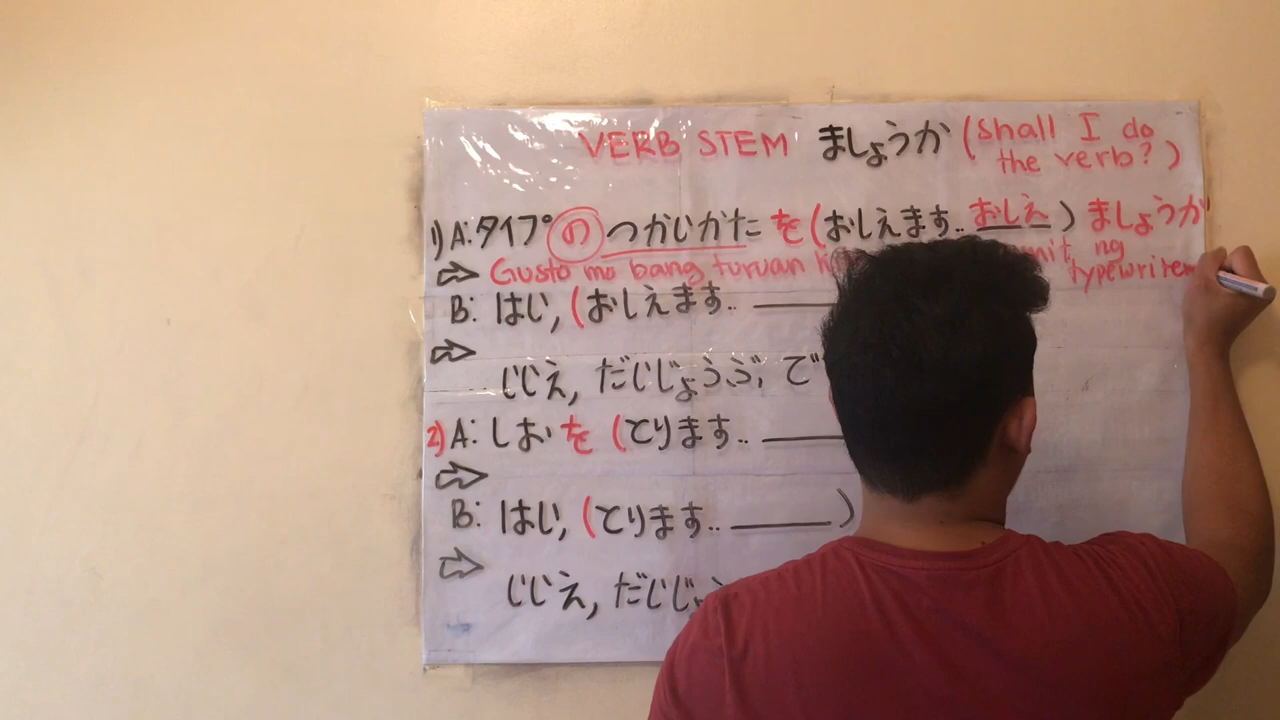 VERB STEM ましょうか (Shall I do
the verb?)
1) A: タイプ の つかいかた を (おしえます.. おしえ ) ましょうか
⇨ Gusto mo bang turuan ng
typewriter
B: はい, (おしえます..
⇨
いいえ, だいじょうぶ, で
2) A: しお を (とります..
⇨
B: はい, (とります.. )
⇨
いいえ, だいじ